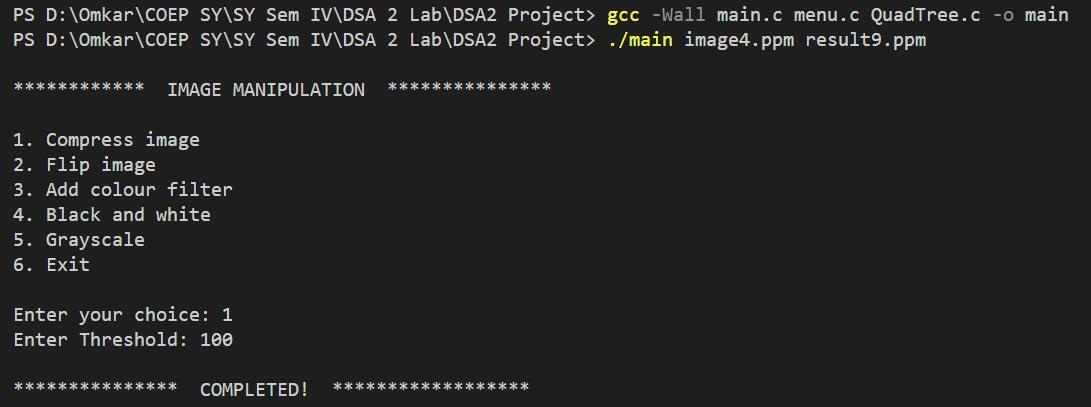 PS D:\Omkar\COEP SY\SY Sem IV\DSA 2 Lab\DSA2 Project> gcc -Wall main.c menu.c QuadTree.c -o main
PS D:\Omkar\COEP SY\SY Sem IV\DSA 2 Lab\DSA2 Project> ./main image4.ppm result9.ppm
************  IMAGE MANIPULATION  ***************
1. Compress image
2. Flip image
3. Add colour filter
4. Black and white
5. Grayscale
6. Exit
Enter your choice: 1
Enter Threshold: 100
***************  COMPLETED!  ******************